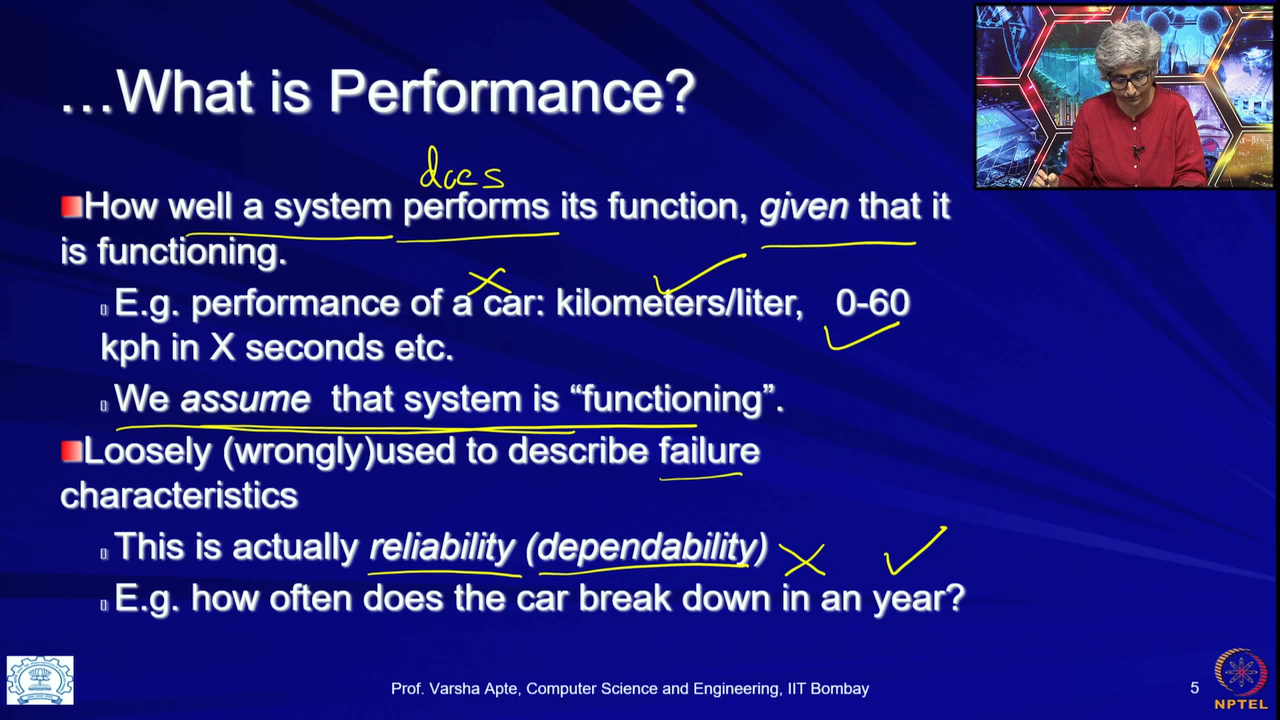 ...What is Performance?
does
How well a system performs its function, given that it
is functioning.
E.g. performance of a car: kilometers/liter, 0-60
kph in X seconds etc.
We assume that system is “functioning”.
Loosely (wrongly)used to describe failure
characteristics
This is actually reliability (dependability)
E.g. how often does the car break down in an year?
Prof. Varsha Apte, Computer Science and Engineering, IIT Bombay
5
NPTEL